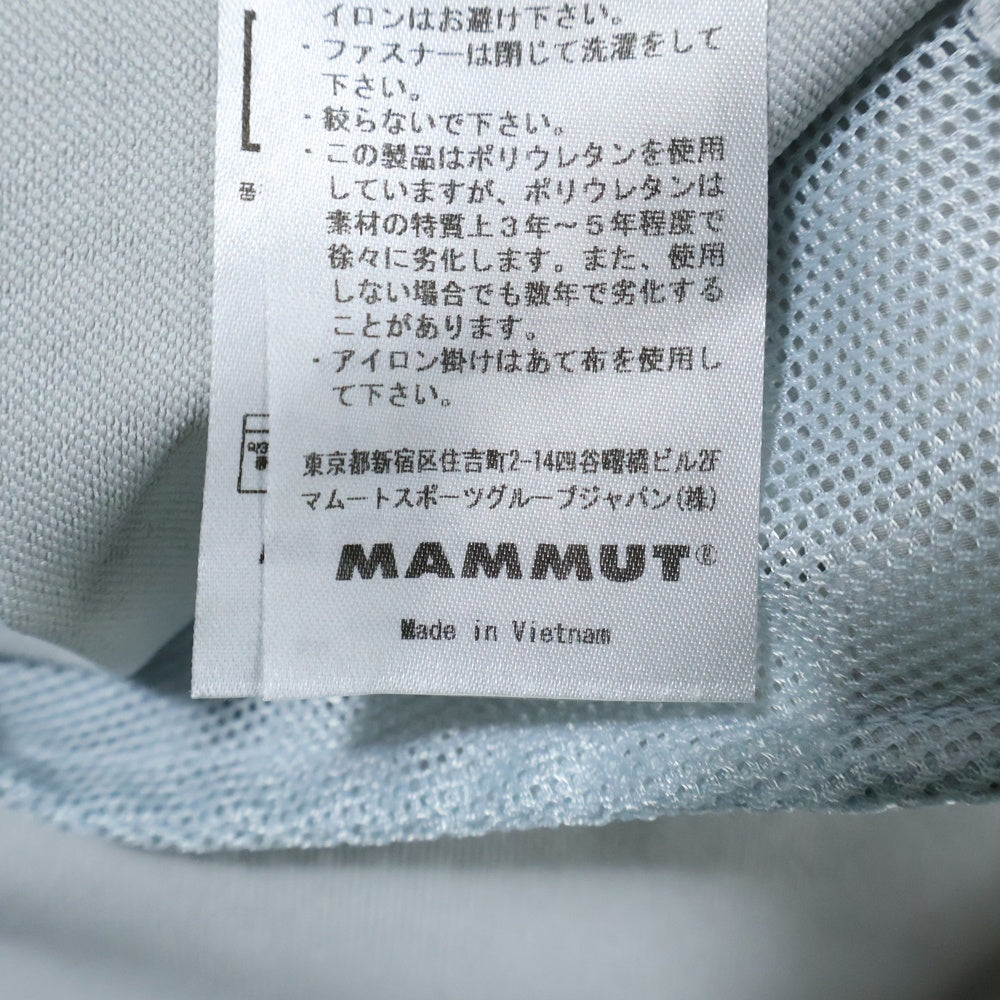 イロンはお避け下さい。
・ファスナーは閉じて洗濯をして
下さい。
・絞らないで下さい。
・この製品はポリウレタンを使用
していますが、ポリウレタンは
素材の特質上3年～5年程度で
徐々に劣化します。また、使用
しない場合でも数年で劣化する
ことがあります。
・アイロン掛けはあて布を使用し
て下さい。
東京都新宿区住吉町2-14四谷曙橋ビル2F
マムートスポーツグループジャパン(株)
MAMMUT®
Made in Vietnam
品